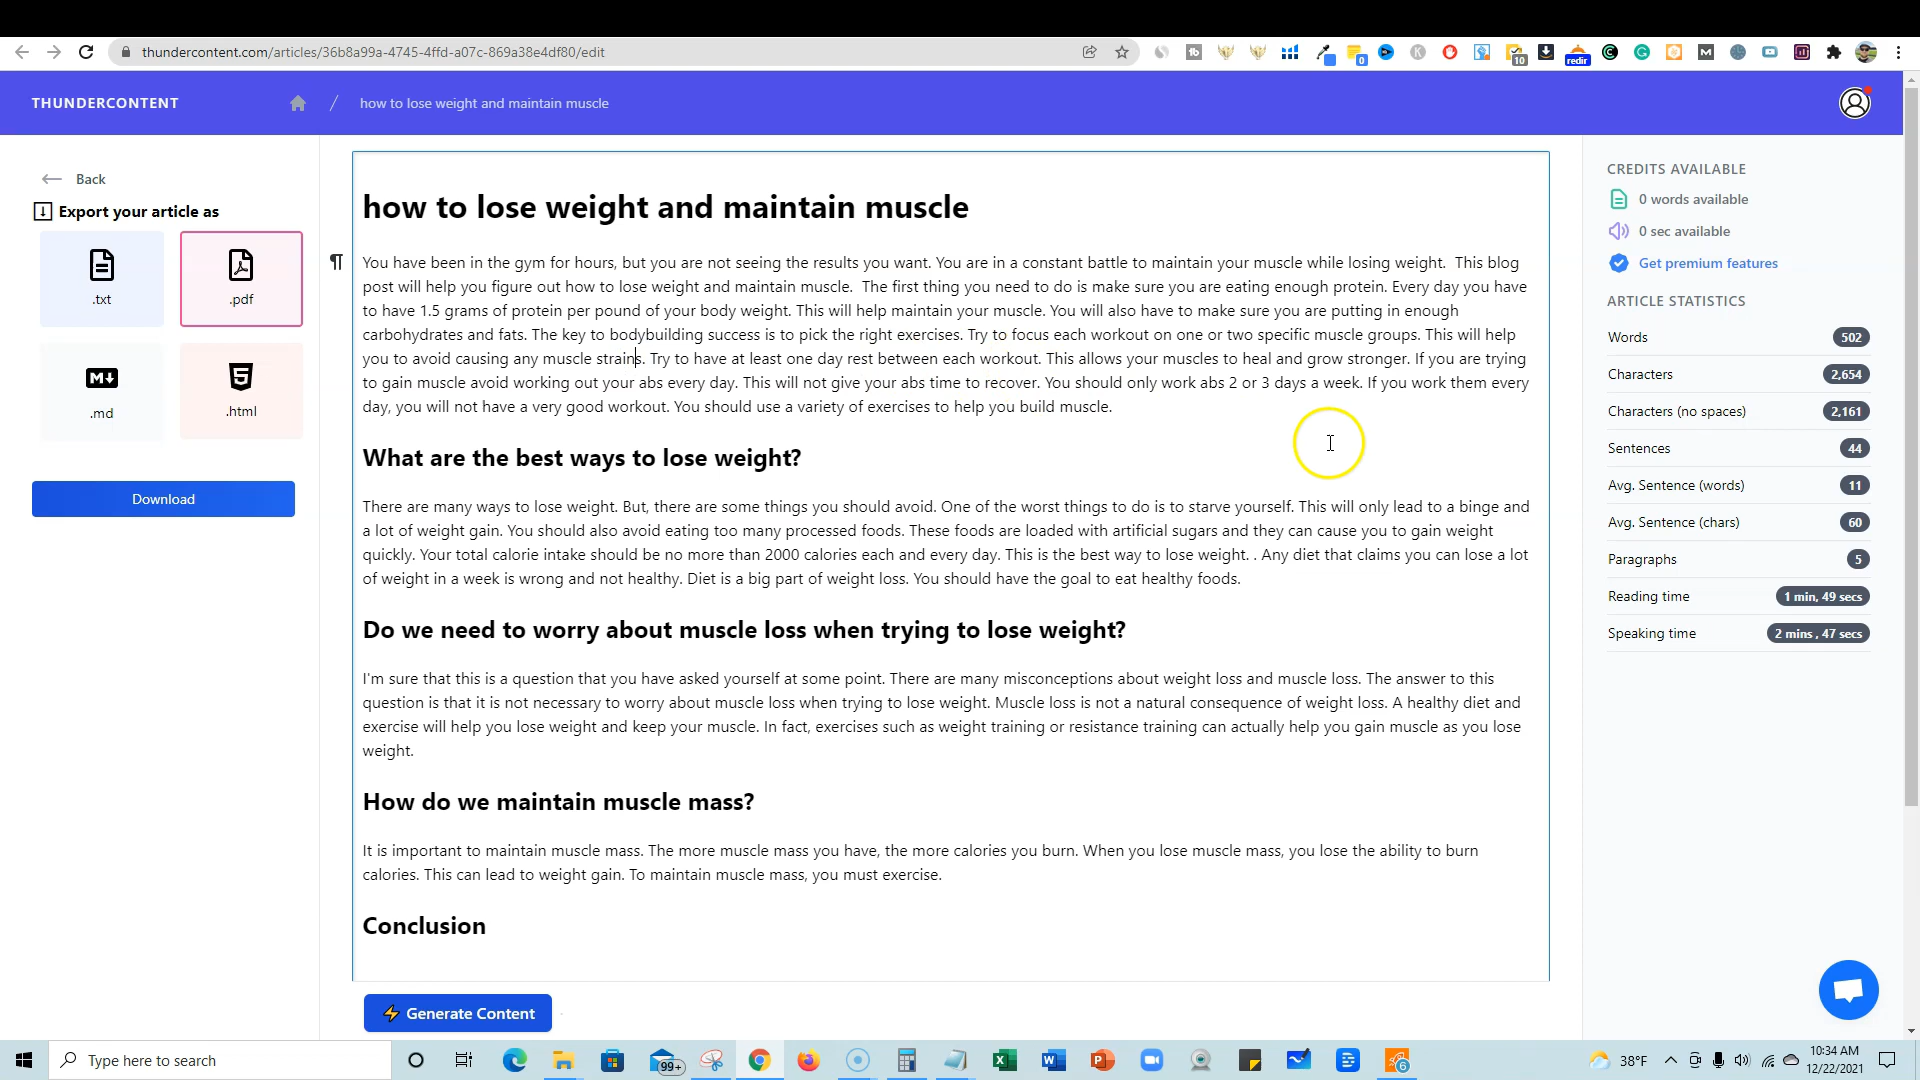 thundercontent.com/articles/36b8a99a-4745-4ffd-a07c-869a38e4df80/edit
THUNDERCONTENT
/
how to lose weight and maintain muscle
Back
Export your article as
.txt
.pdf
.md
.html
Download
how to lose weight and maintain muscle
You have been in the gym for hours, but you are not seeing the results you want. You are in a constant battle to maintain your muscle while losing weight. This blog
post will help you figure out how to lose weight and maintain muscle. The first thing you need to do is make sure you are eating enough protein. Every day you have
to have 1.5 grams of protein per pound of your body weight. This will help maintain your muscle. You will also have to make sure you are putting in enough
carbohydrates and fats. The key to bodybuilding success is to pick the right exercises. Try to focus each workout on one or two specific muscle groups. This will help
you to avoid causing any muscle strains. Try to have at least one day rest between each workout. This allows your muscles to heal and grow stronger. If you are trying
to gain muscle avoid working out your abs every day. This will not give your abs time to recover. You should only work abs 2 or 3 days a week. If you work them every
day, you will not have a very good workout. You should use a variety of exercises to help you build muscle.
What are the best ways to lose weight?
There are many ways to lose weight. But, there are some things you should avoid. One of the worst things to do is to starve yourself. This will only lead to a binge and
a lot of weight gain. You should also avoid eating too many processed foods. These foods are loaded with artificial sugars and they can cause you to gain weight
quickly. Your total calorie intake should be no more than 2000 calories each and every day. This is the best way to lose weight. . Any diet that claims you can lose a lot
of weight in a week is wrong and not healthy. Diet is a big part of weight loss. You should have the goal to eat healthy foods.
Do we need to worry about muscle loss when trying to lose weight?
I'm sure that this is a question that you have asked yourself at some point. There are many misconceptions about weight loss and muscle loss. The answer to this
question is that it is not necessary to worry about muscle loss when trying to lose weight. Muscle loss is not a natural consequence of weight loss. A healthy diet and
exercise will help you lose weight and keep your muscle. In fact, exercises such as weight training or resistance training can actually help you gain muscle as you lose
weight.
How do we maintain muscle mass?
It is important to maintain muscle mass. The more muscle mass you have, the more calories you burn. When you lose muscle mass, you lose the ability to burn
calories. This can lead to weight gain. To maintain muscle mass, you must exercise.
Conclusion
Generate Content
CREDITS AVAILABLE
0 words available
0 sec available
Get premium features
ARTICLE STATISTICS
Words 502
Characters 2,654
Characters (no spaces) 2,161
Sentences 44
Avg. Sentence (words) 11
Avg. Sentence (chars) 60
Paragraphs 5
Reading time 1 min, 49 secs
Speaking time 2 mins , 47 secs
Type here to search
99+
38°F
10:34 AM
12/22/2021